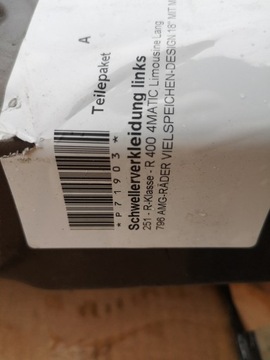 A
Teilepaket
*P71903*
Schwellerverkleidung links
251 - R-Klasse - R 400 4MATIC Limousine Lang
796 AMG-RÄDER VIELSPEICHEN-DESIGN 18" MIT M